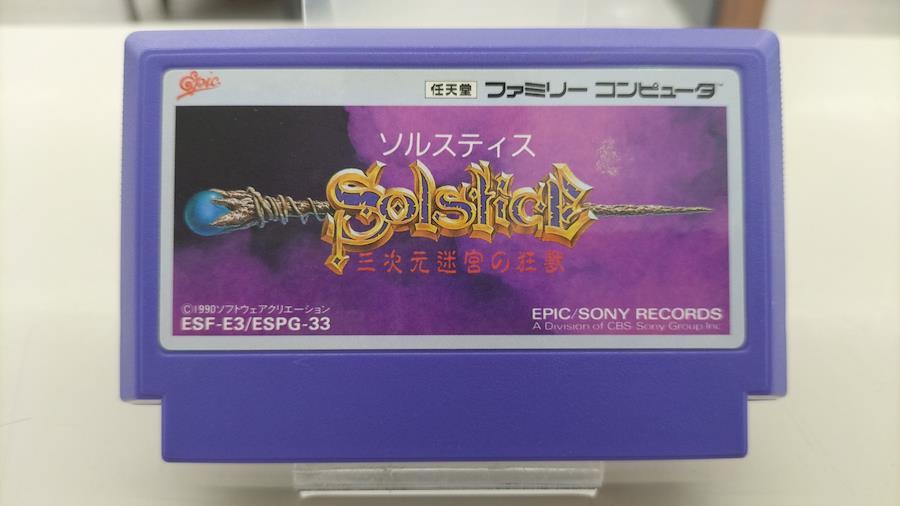 Epic
任天堂 ファミリー コンピュータ™
ソルスティス
SolsticE
三次元迷宮の狂獣
©1990ソフトウェアクリエーション
ESF-E3/ESPG-33
EPIC/SONY RECORDS
A Division of CBS Sony Group Inc.